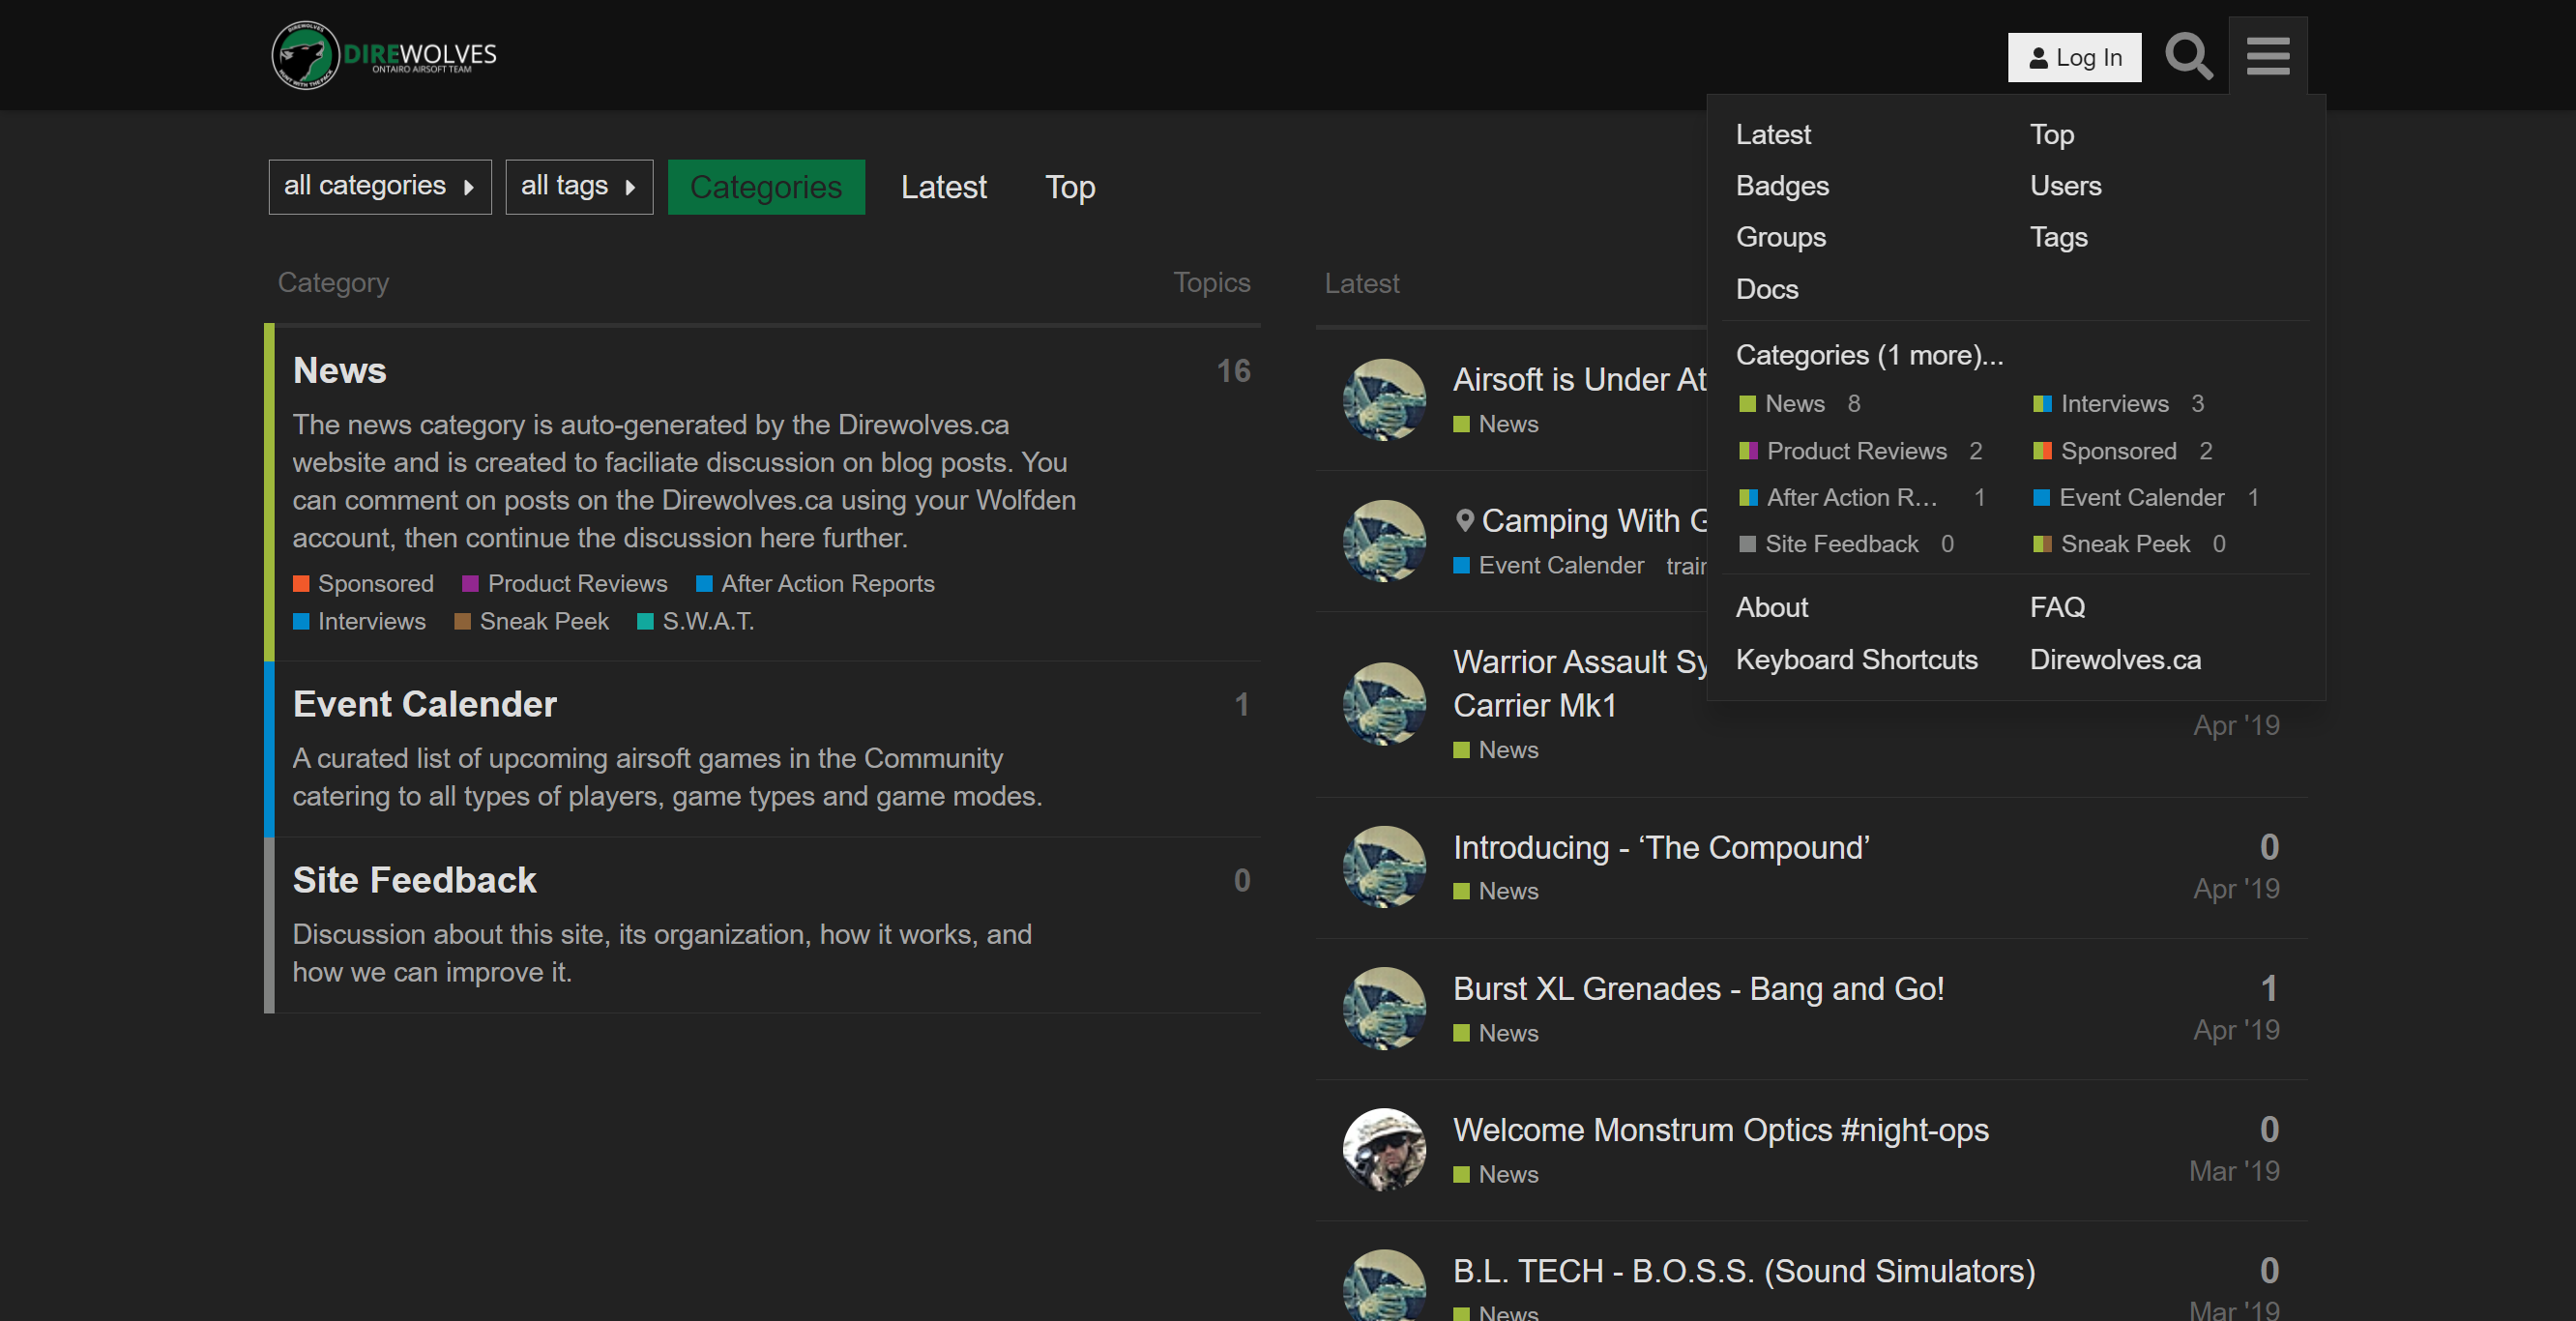 DIREWOLVES
ONTAIRO AIRSOFT TEAM
Log In
all categories
all tags
Categories
Latest
Top
Category Topics
News 16
The news category is auto-generated by the Direwolves.ca
website and is created to faciliate discussion on blog posts. You
can comment on posts on the Direwolves.ca using your Wolfden
account, then continue the discussion here further.
Sponsored Product Reviews After Action Reports
Interviews Sneak Peek S.W.A.T.
Event Calender 1
A curated list of upcoming airsoft games in the Community
catering to all types of players, game types and game modes.
Site Feedback 0
Discussion about this site, its organization, how it works, and
how we can improve it.
Latest
Airsoft is Under At
News
Camping With G
Event Calender train
Warrior Assault Sy
Carrier Mk1
News
Apr '19
Introducing - ‘The Compound’ 0
News Apr '19
Burst XL Grenades - Bang and Go! 1
News Apr '19
Welcome Monstrum Optics #night-ops 0
News Mar '19
B.L. TECH - B.O.S.S. (Sound Simulators) 0
News Mar '19
Latest Top
Badges Users
Groups Tags
Docs
Categories (1 more)...
News 8 Interviews 3
Product Reviews 2 Sponsored 2
After Action R... 1 Event Calender 1
Site Feedback 0 Sneak Peek 0
About FAQ
Keyboard Shortcuts Direwolves.ca